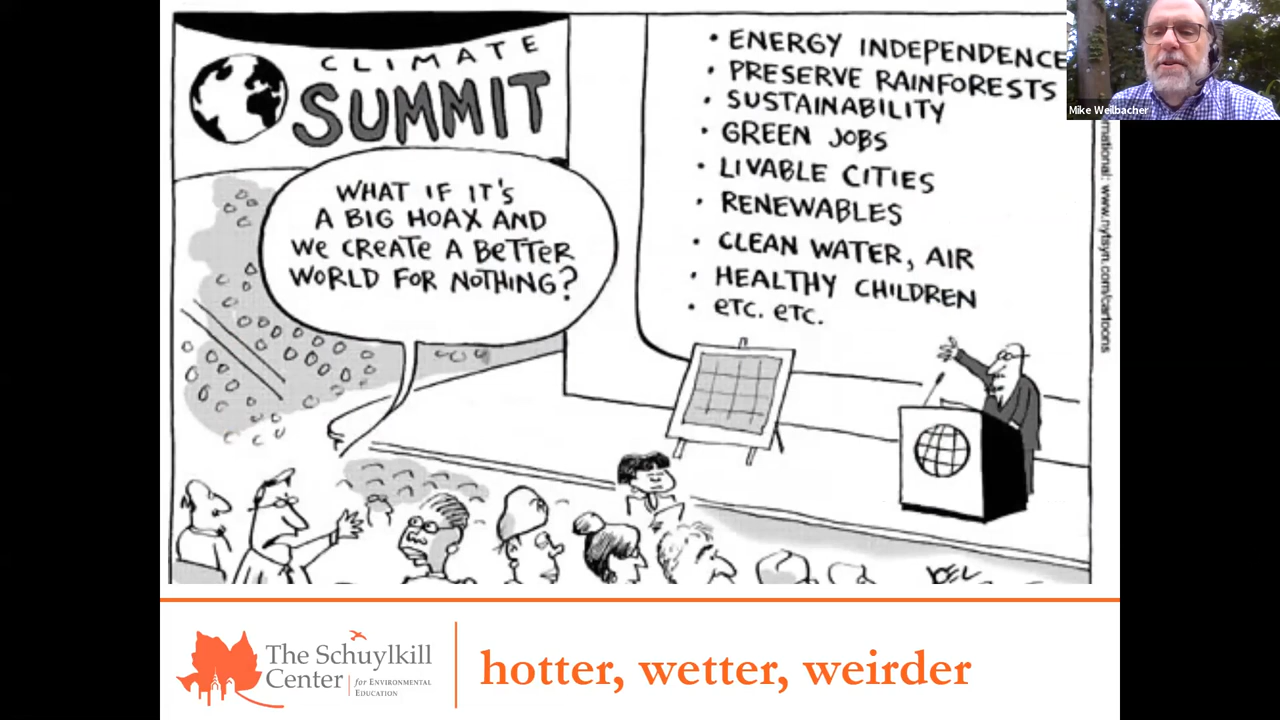 CLIMATE
SUMMIT
WHAT IF IT'S
A BIG HOAX AND
WE CREATE A BETTER
WORLD FOR NOTHING?
• ENERGY INDEPENDENCE
• PRESERVE RAINFORESTS
• SUSTAINABILITY
• GREEN JOBS
• LIVABLE CITIES
• RENEWABLES
• CLEAN WATER, AIR
• HEALTHY CHILDREN
• ETC. ETC.
Mike Weilbacher
www.nytsyn.com/cartoons
JOEL
The Schuylkill
Center
for ENVIRONMENTAL
EDUCATION
hotter, wetter, weirder